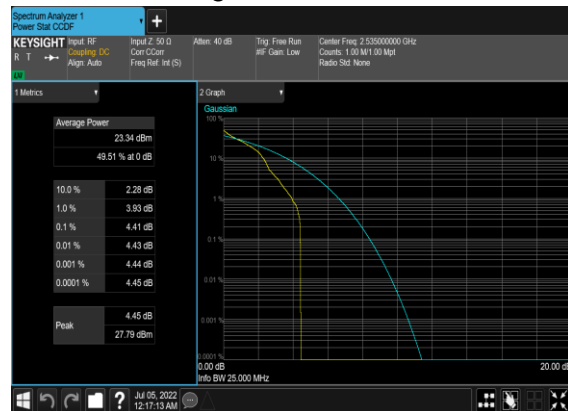 Spectrum Analyzer 1
Power Stat CCDF
KEYSIGHT
R T
Input: RF
Coupling: DC
Align: Auto
Input Z: 50 Ω
Corr CCorr
Freq Ref: Int (S)
Atten: 40 dB
Trig: Free Run
#IF Gain: Low
Center Freq: 2.535000000 GHz
Counts: 1.00 M/1.00 Mpt
Radio Std: None
1 Metrics
Average Power
23.34 dBm
49.51 % at 0 dB
10.0 % 2.28 dB
1.0 % 3.93 dB
0.1 % 4.41 dB
0.01 % 4.43 dB
0.001 % 4.44 dB
0.0001 % 4.45 dB
Peak
4.45 dB
27.79 dBm
2 Graph
Gaussian
100 %
10 %
1 %
0.1 %
0.01 %
0.001 %
0.0001 %
0.00 dB
20.00 dB
Info BW 25.000 MHz
Jul 05, 2022
12:17:13 AM